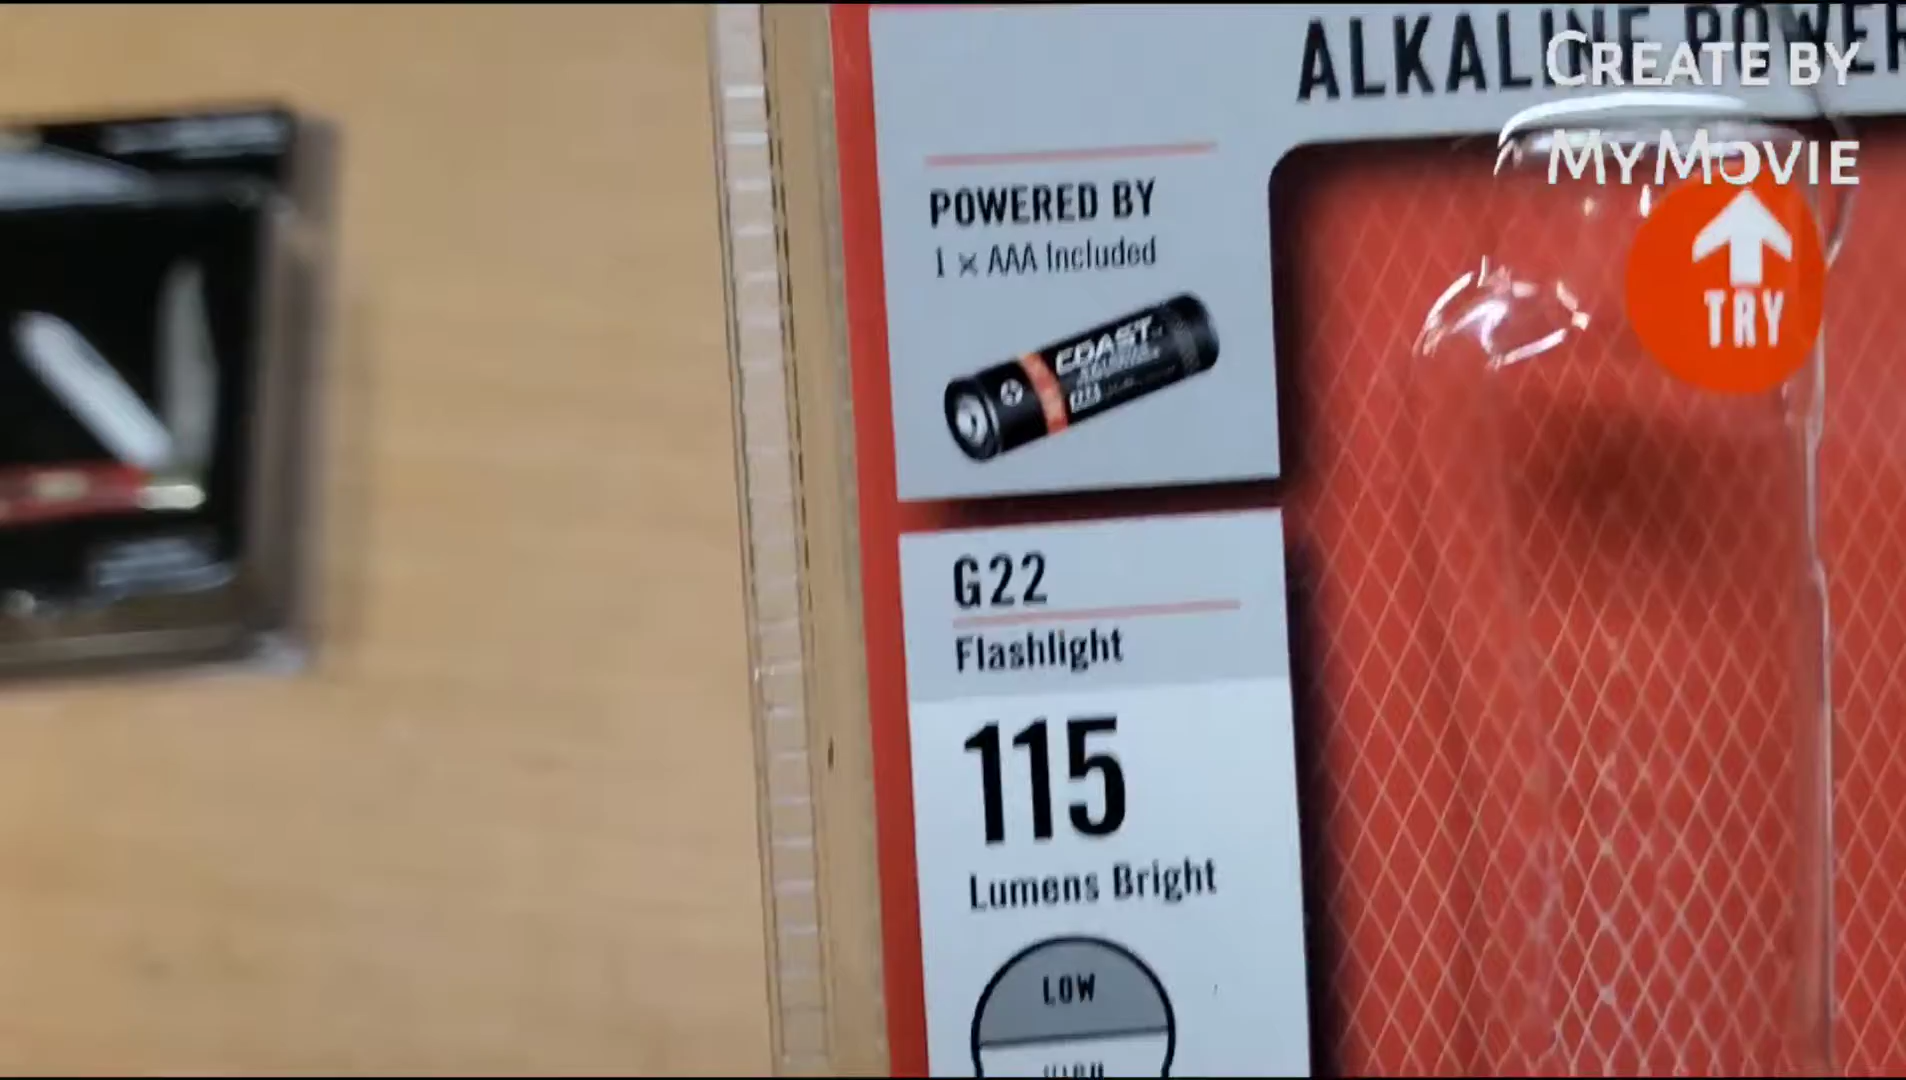 ALKALINE POWER
CREATE BY
MY MOVIE
POWERED BY
1 × AAA Included
COAST
TRY
G22
Flashlight
115
Lumens Bright
LOW
HIGH